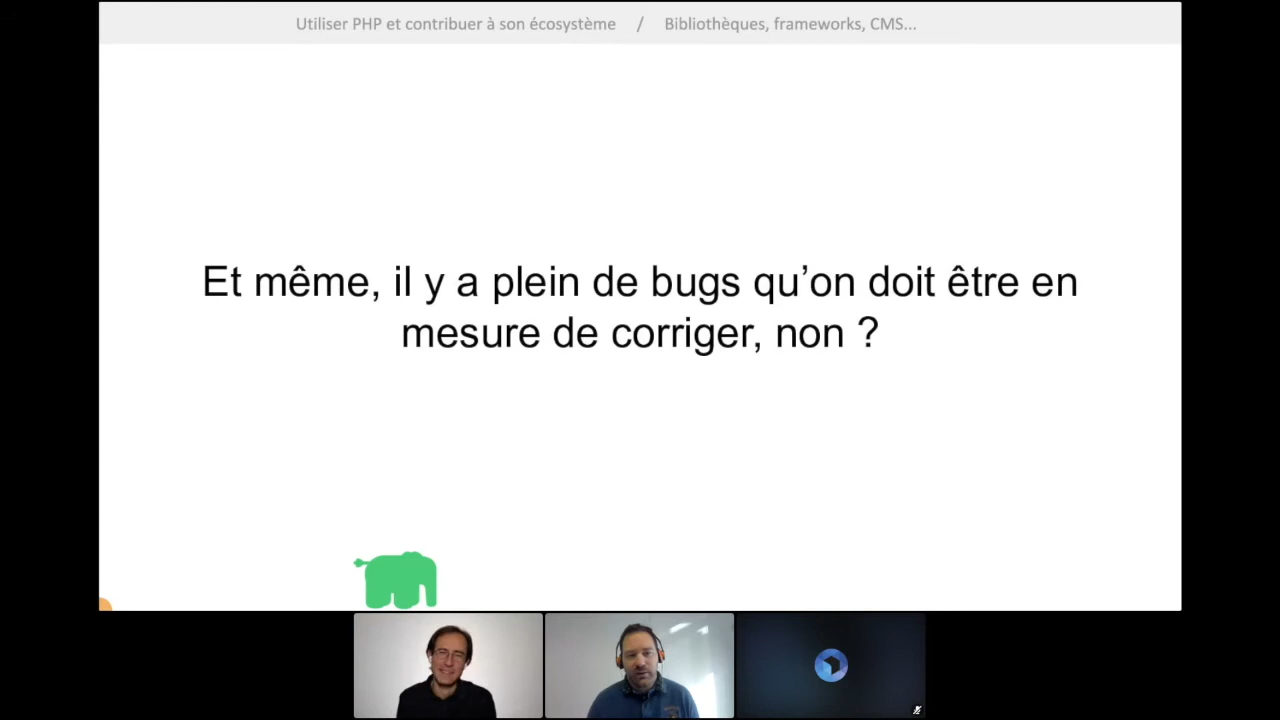 Utiliser PHP et contribuer à son écosystème / Bibliothèques, frameworks, CMS...
Et même, il y a plein de bugs qu’on doit être en
mesure de corriger, non ?